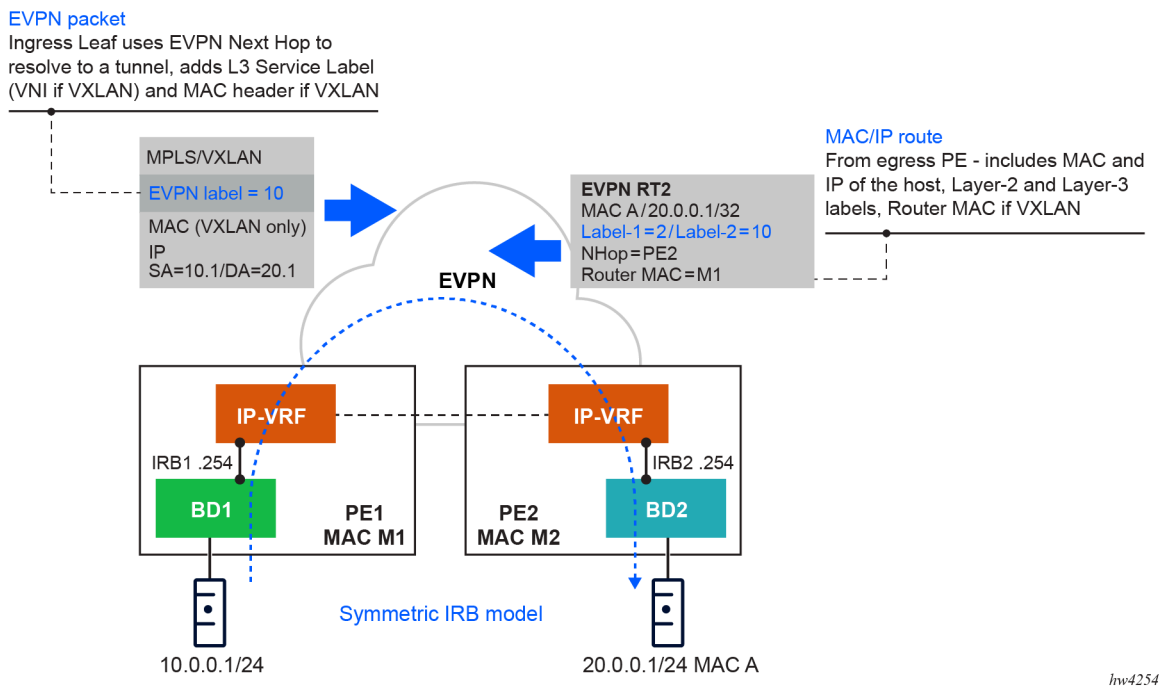 EVPN packet
Ingress Leaf uses EVPN Next Hop to
resolve to a tunnel, adds L3 Service Label
(VNI if VXLAN) and MAC header if VXLAN
MPLS/VXLAN
EVPN label = 10
MAC (VXLAN only)
IP
SA=10.1/DA=20.1
MAC/IP route
From egress PE - includes MAC and
IP of the host, Layer-2 and Layer-3
labels, Router MAC if VXLAN
EVPN RT2
MAC A/20.0.0.1/32
Label-1=2/Label-2=10
NHop=PE2
Router MAC=M1
EVPN
IP-VRF
IP-VRF
IRB1 .254
IRB2 .254
BD1
PE1
MAC M1
PE2
MAC M2
BD2
Symmetric IRB model
10.0.0.1/24
20.0.0.1/24 MAC A
hw4254